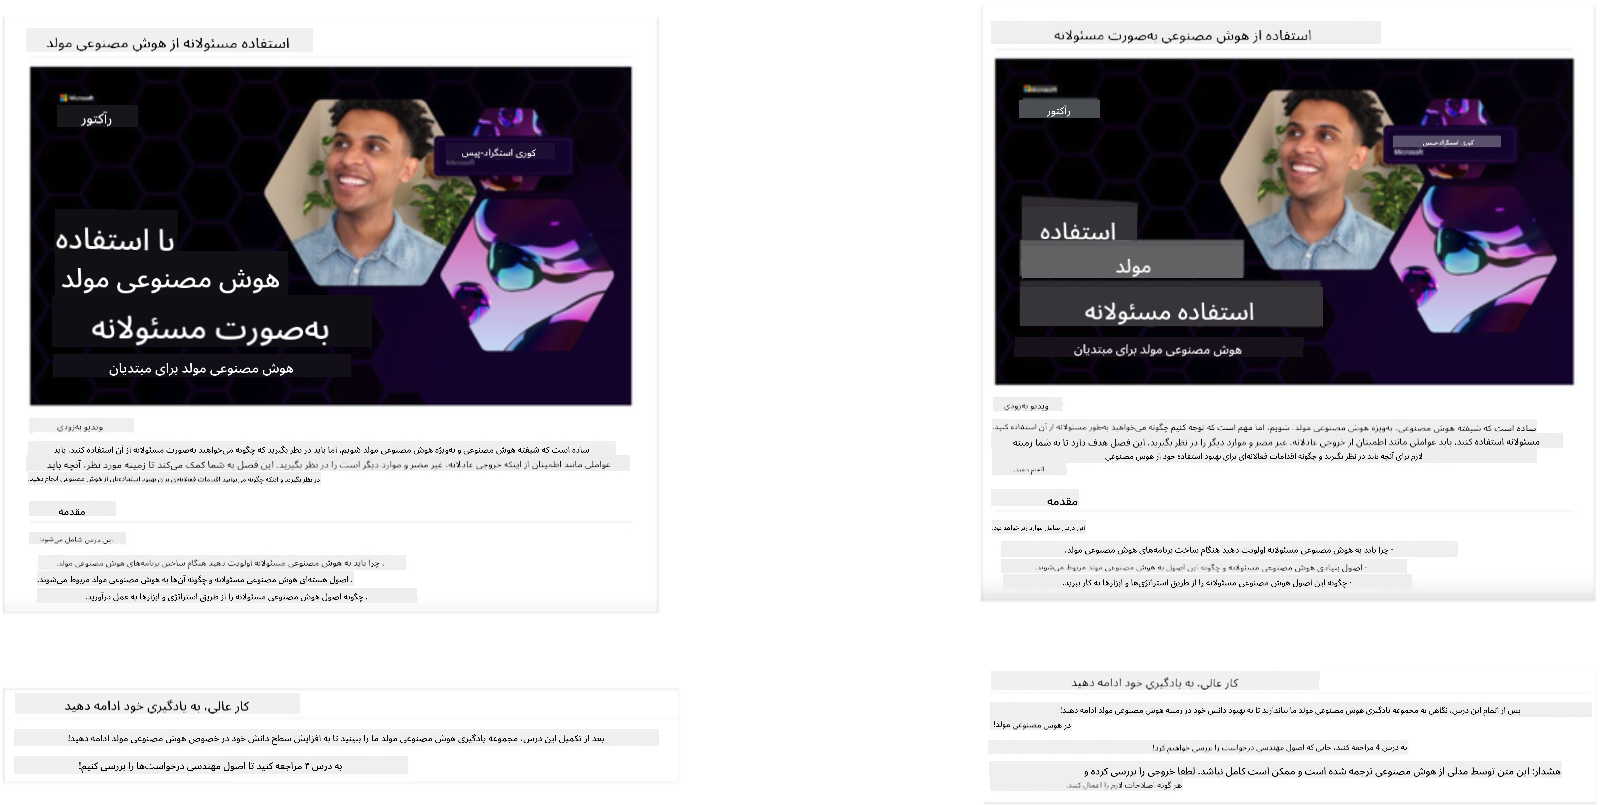 استفاده مسئولانه از هوش مصنوعی مولد
Microsoft
رآکتور
کوری استگراد-پیس
Microsoft
با استفاده
هوش مصنوعی مولد
به‌صورت مسئولانه
هوش مصنوعی مولد برای مبتدیان
ویدیو به‌زودی
ساده است که شیفته هوش مصنوعی و به‌ویژه هوش مصنوعی مولد شویم، اما باید در نظر بگیرید که چگونه می‌خواهید به‌صورت مسئولانه از آن استفاده کنید. باید
عواملی مانند اطمینان از اینکه خروجی عادلانه، غیر مضر و موارد دیگر است را در نظر بگیرید. این فصل به شما کمک می‌کند تا زمینه مورد نظر، آنچه باید
در نظر بگیرید و اینکه چگونه می‌توانید اقدامات فعالانه‌ای برای بهبود استفاده‌تان از هوش مصنوعی انجام دهید.
مقدمه
این درس شامل می‌شود:
. چرا باید به هوش مصنوعی مسئولانه اولویت دهید هنگام ساختن برنامه‌های هوش مصنوعی مولد.
. اصول هسته‌ای هوش مصنوعی مسئولانه و چگونه آن‌ها به هوش مصنوعی مولد مربوط می‌شوند.
. چگونه اصول هوش مصنوعی مسئولانه را از طریق استراتژی و ابزارها به عمل درآورید.
کار عالی، به یادگیری خود ادامه دهید
بعد از تکمیل این درس، مجموعه یادگیری هوش مصنوعی مولد ما را ببینید تا به افزایش سطح دانش خود در خصوص هوش مصنوعی مولد ادامه دهید!
به درس ۴ مراجعه کنید تا اصول مهندسی درخواست‌ها را بررسی کنیم!
استفاده از هوش مصنوعی به‌صورت مسئولانه
Microsoft
رآکتور
کوری استگراد-پیس
Microsoft
استفاده
مولد
استفاده مسئولانه
هوش مصنوعی مولد برای مبتدیان
ویدیو به‌زودی
ساده است که شیفته هوش مصنوعی، به‌ویژه هوش مصنوعی مولد. شویم، اما مهم است که توجه کنیم چگونه می‌خواهید به‌طور مسئولانه از آن استفاده کنید.
مسئولانه استفاده کنید. باید عواملی مانند اطمینان از خروجی عادلانه، غیر مضر و موارد دیگر را در نظر بگیرید. این فصل هدف دارد تا به شما زمینه
لازم برای آنچه باید در نظر بگیرید و چگونه اقدامات فعالانه‌ای برای بهبود استفاده خود از هوش مصنوعی
انجام دهید.
مقدمه
این درس شامل موارد زیر خواهد بود:
· چرا باید به هوش مصنوعی مسئولانه اولویت دهید هنگام ساخت برنامه‌های هوش مصنوعی مولد.
· اصول بنیادی هوش مصنوعی مسئولانه و چگونه این اصول به هوش مصنوعی مولد مربوط می‌شوند.
· چگونه این اصول هوش مصنوعی مسئولانه را از طریق استراتژی‌ها و ابزارها به کار ببرید.
کار عالی، به یادگیری خود ادامه دهید
پس از اتمام این درس، نگاهی به مجموعه یادگیری هوش مصنوعی مولد ما بیندازید تا به بهبود دانش خود در زمینه هوش مصنوعی مولد ادامه دهید!
در هوش مصنوعی مولد!
به درس 4 مراجعه کنید، جایی که اصول مهندسی درخواست را بررسی خواهیم کرد!
هشدار: این متن توسط مدلی از هوش مصنوعی ترجمه شده است و ممکن است کامل نباشد. لطفا خروجی را بررسی کرده و
هر گونه اصلاحات لازم را اعمال کنید.